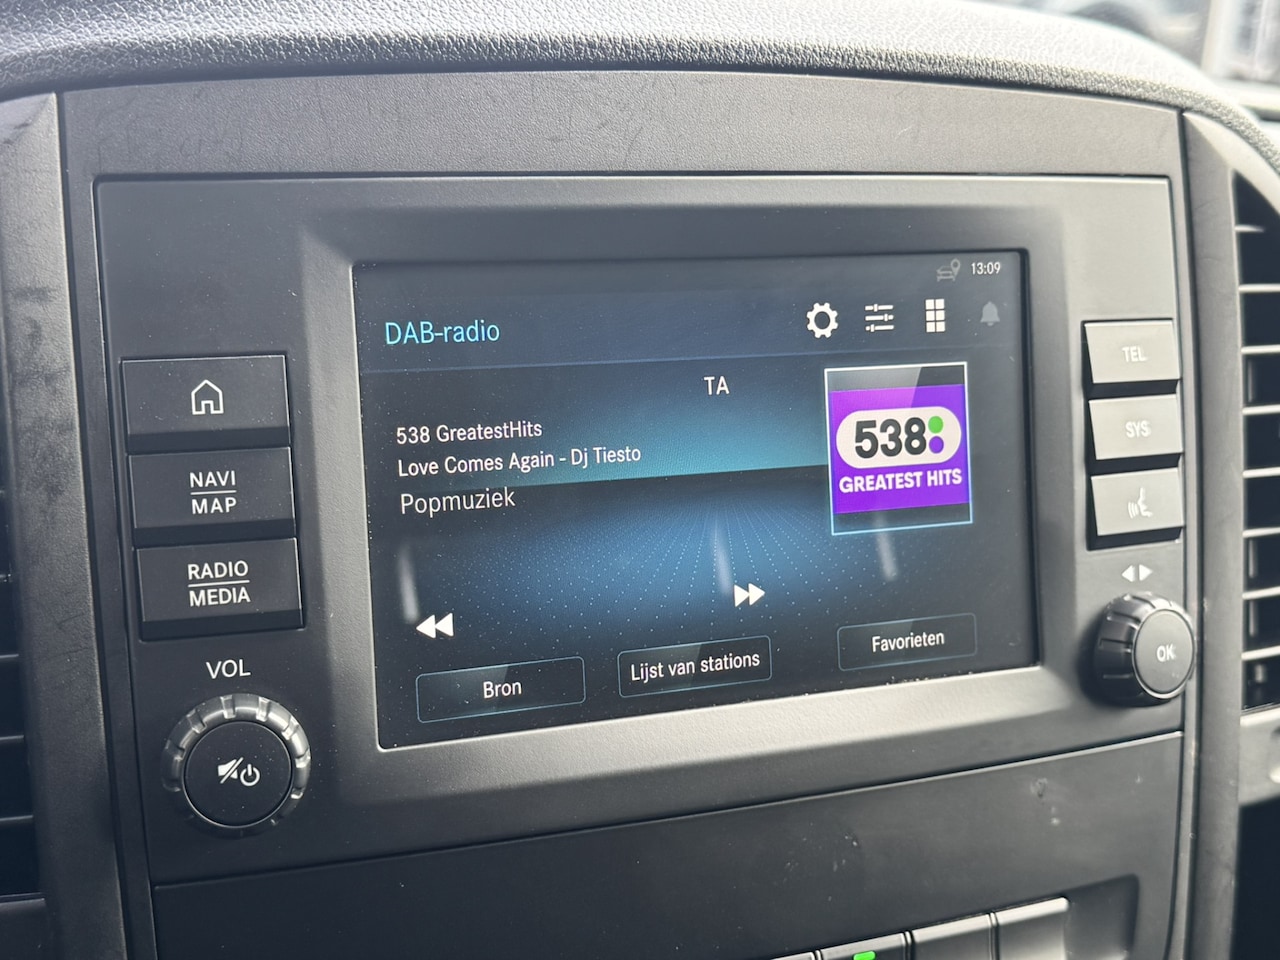 13:09
DAB-radio
TA
538 GreatestHits
Love Comes Again - Dj Tiesto
Popmuziek
538
GREATEST HITS
Bron
Lijst van stations
Favorieten
NAVI
MAP
RADIO
MEDIA
VOL
TEL
SYS
OK